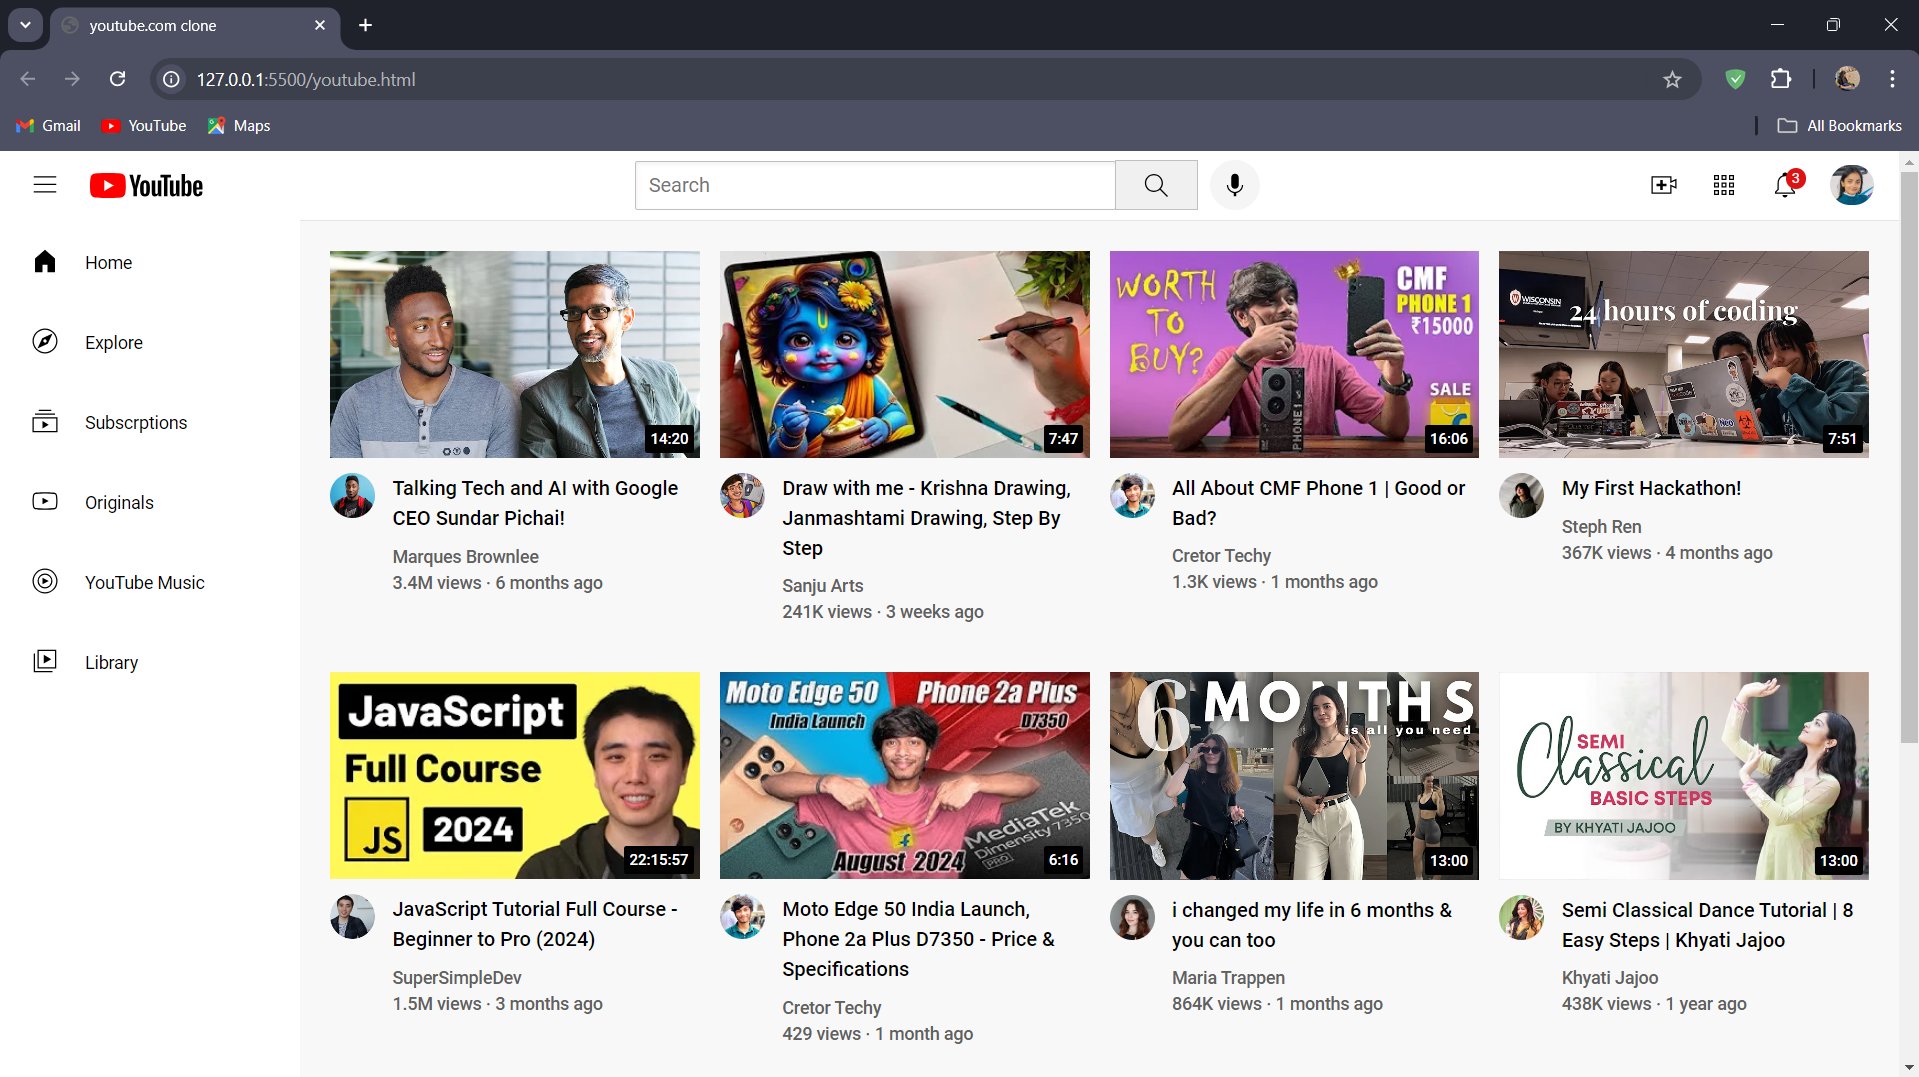 youtube.com clone
127.0.0.1:5500/youtube.html
Gmail
YouTube
Maps
All Bookmarks
YouTube
Search
3
Home
Explore
Subscrptions
Originals
YouTube Music
Library
14:20
7:47
WORTH
TO
BUY?
CMF
PHONE 1
₹15000
SALE
PHONE 1
16:06
WISCONSIN
24 hours of coding
7:51
Talking Tech and AI with Google
CEO Sundar Pichai!
Marques Brownlee
3.4M views · 6 months ago
Draw with me - Krishna Drawing,
Janmashtami Drawing, Step By
Step
Sanju Arts
241K views · 3 weeks ago
All About CMF Phone 1 | Good or
Bad?
Cretor Techy
1.3K views · 1 months ago
My First Hackathon!
Steph Ren
367K views · 4 months ago
JavaScript
Full Course
JS
2024
22:15:57
Moto Edge 50
India Launch
Phone 2a Plus
D7350
MediaTek
Dimensity 7350
PRO
August 2024
6:16
6 MONTHS
is all you need
13:00
SEMI
Classical
BASIC STEPS
BY KHYATI JAJOO
13:00
JavaScript Tutorial Full Course -
Beginner to Pro (2024)
SuperSimpleDev
1.5M views · 3 months ago
Moto Edge 50 India Launch,
Phone 2a Plus D7350 - Price &
Specifications
Cretor Techy
429 views · 1 month ago
i changed my life in 6 months &
you can too
Maria Trappen
864K views · 1 months ago
Semi Classical Dance Tutorial | 8
Easy Steps | Khyati Jajoo
Khyati Jajoo
438K views · 1 year ago